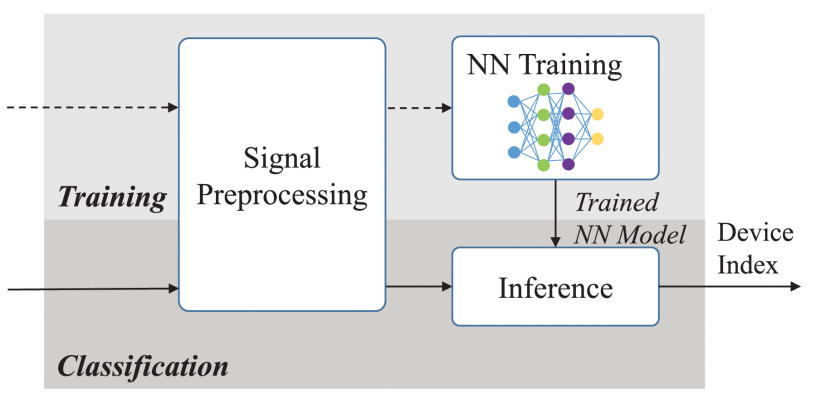 NN Training
Signal
Preprocessing
Training
Trained
NN Model
Device
Index
Inference
Classification